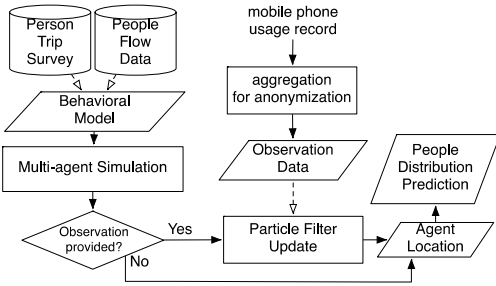 Person
Trip
Survey
People
Flow
Data
Behavioral
Model
Multi-agent Simulation
Observation
provided?
Yes
No
mobile phone
usage record
aggregation
for anonymization
Observation
Data
Particle Filter
Update
People
Distribution
Prediction
Agent
Location